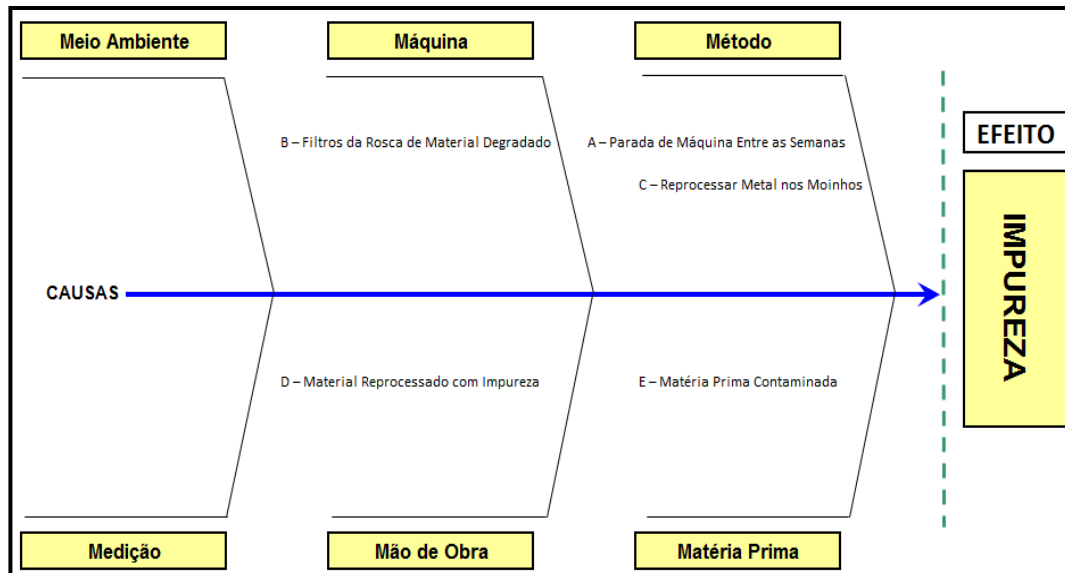 Meio Ambiente
Máquina
Método
EFEITO
B – Filtros da Rosca de Material Degradado
A – Parada de Máquina Entre as Semanas
C – Reprocessar Metal nos Moinhos
CAUSAS
IMPUREZA
D – Material Reprocessado com Impureza
E – Matéria Prima Contaminada
Medição
Mão de Obra
Matéria Prima